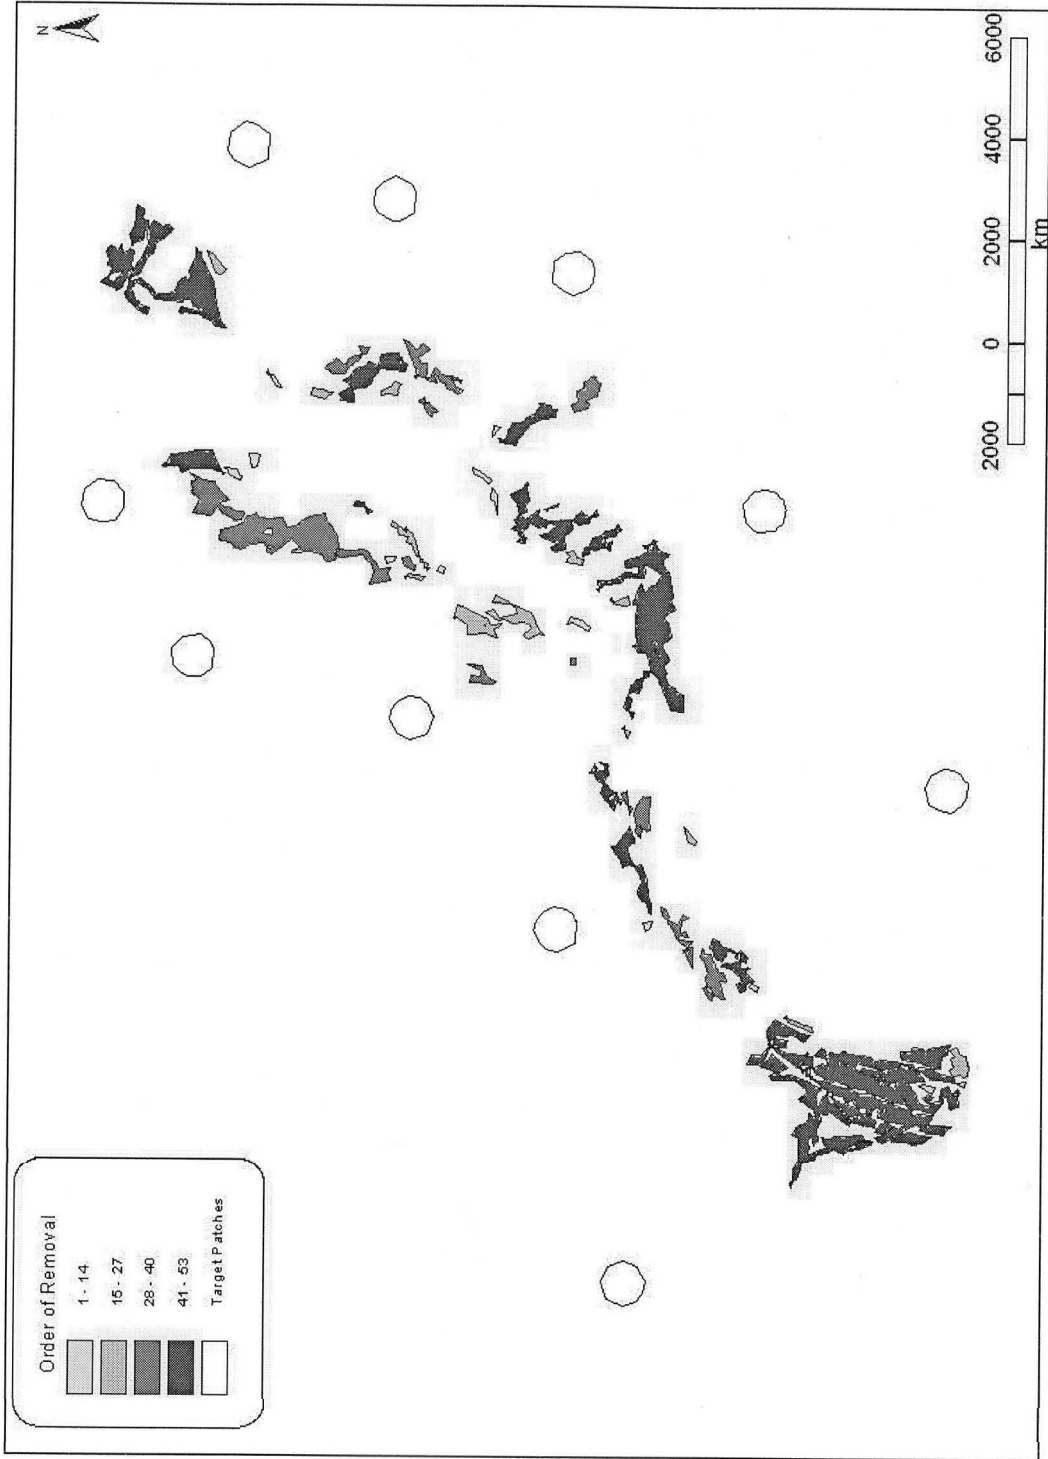 N
Order of Removal
1 - 14
15 - 27
28 - 40
41 - 53
Target Patches
2000 0 2000 4000 6000
km